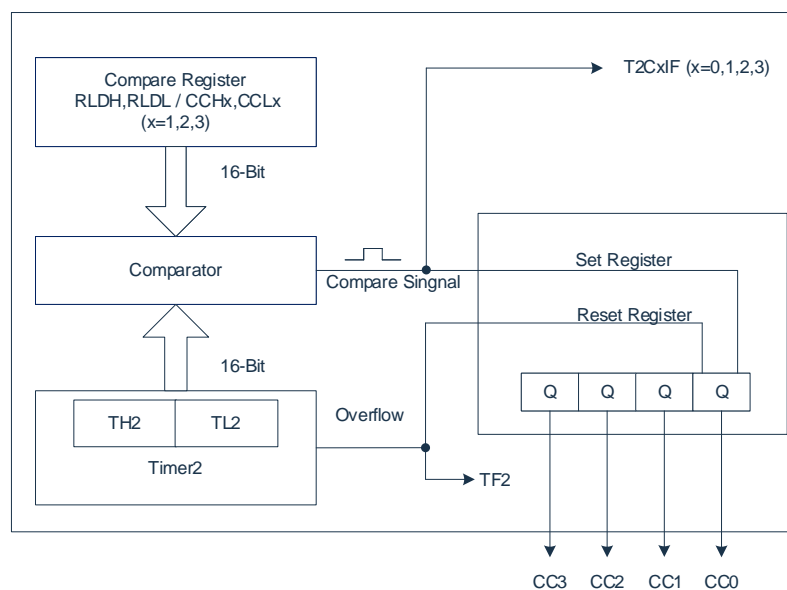 Compare Register
RLDH,RLDL / CCHx,CCLx
(x=1,2,3)
T2CxIF (x=0,1,2,3)
16-Bit
Comparator
Compare Singnal
Set Register
Reset Register
16-Bit
Q Q Q Q
TH2 TL2
Timer2
Overflow
TF2
CC3 CC2 CC1 CC0